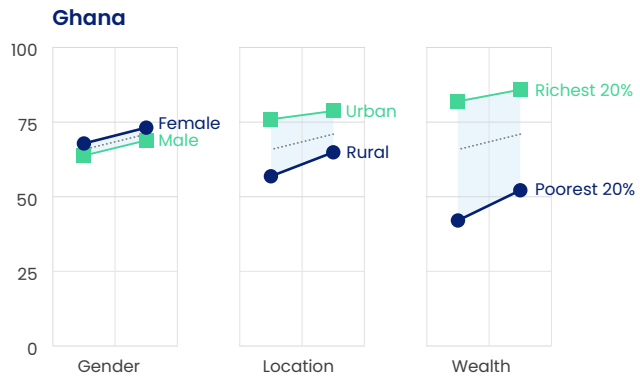 Ghana
100
75
50
25
0
Female
Male
Gender
Urban
Rural
Location
Richest 20%
Poorest 20%
Wealth